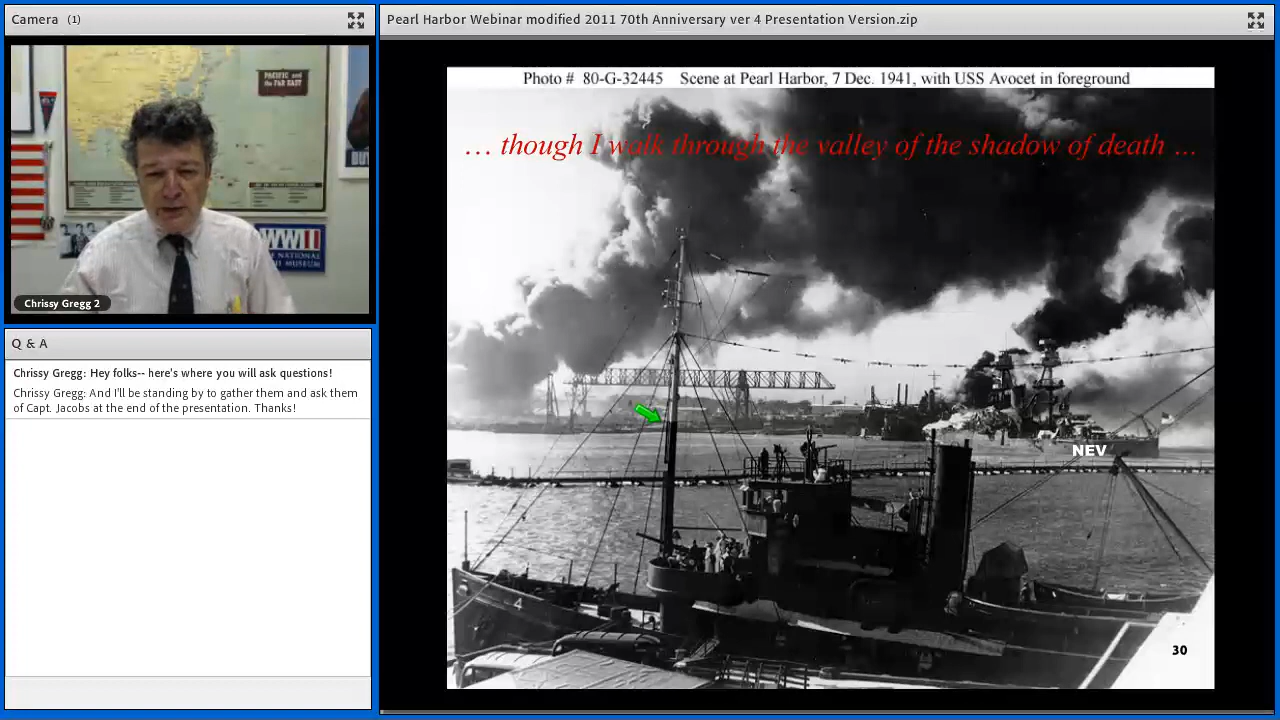 Camera (1)
PACIFIC and
the FAR EAST
WWII
NATIONAL
MUSEUM
Chrissy Gregg 2
Q & A
Chrissy Gregg: Hey folks-- here's where you will ask questions!
Chrissy Gregg: And I'll be standing by to gather them and ask them
of Capt. Jacobs at the end of the presentation. Thanks!
Pearl Harbor Webinar modified 2011 70th Anniversary ver 4 Presentation Version.zip
Photo # 80-G-32445 Scene at Pearl Harbor, 7 Dec. 1941, with USS Avocet in foreground
… though I walk through the valley of the shadow of death …
NEV
4
30